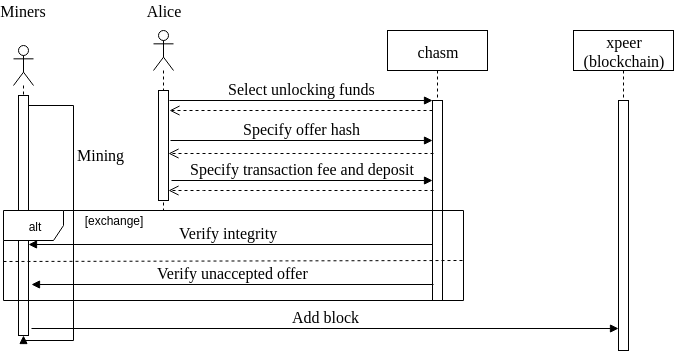 Miners
Alice
chasm
xpeer
(blockchain)
Select unlocking funds
Specify offer hash
Mining
Specify transaction fee and deposit
alt
[exchange]
Verify integrity
Verify unaccepted offer
Add block